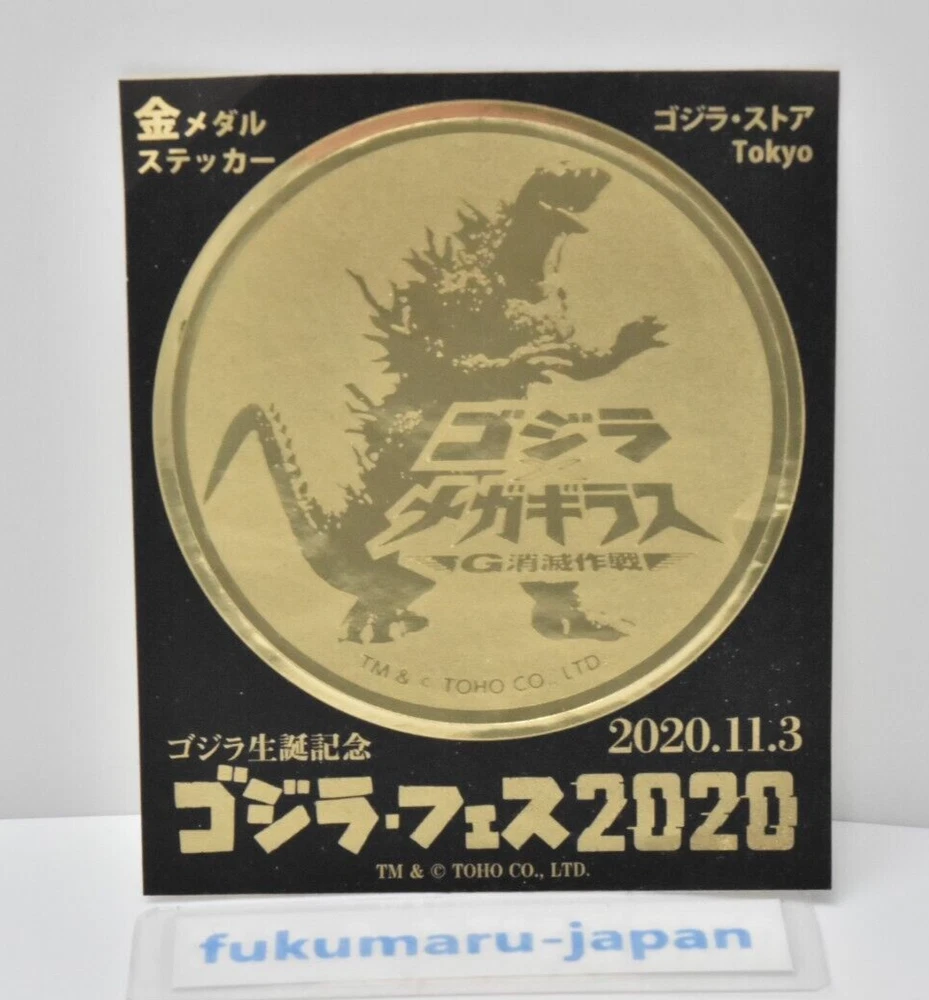 金メダル
ステッカー
ゴジラ・ストア
Tokyo
ゴジラ
×
メガギラス
G消滅作戦
TM & © TOHO CO., LTD.
ゴジラ生誕記念
2020.11.3
ゴジラ・フェス2020
TM & © TOHO CO., LTD.
fukumaru-japan